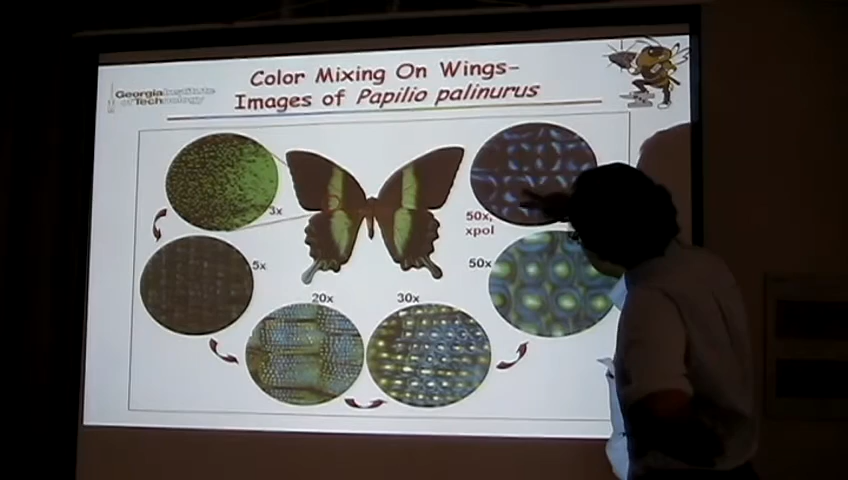 Color Mixing On Wings-
Images of Papilio palinurus
Georgia Institute
of Technology
3x
50x,
xpol
5x
50x
20x
30x